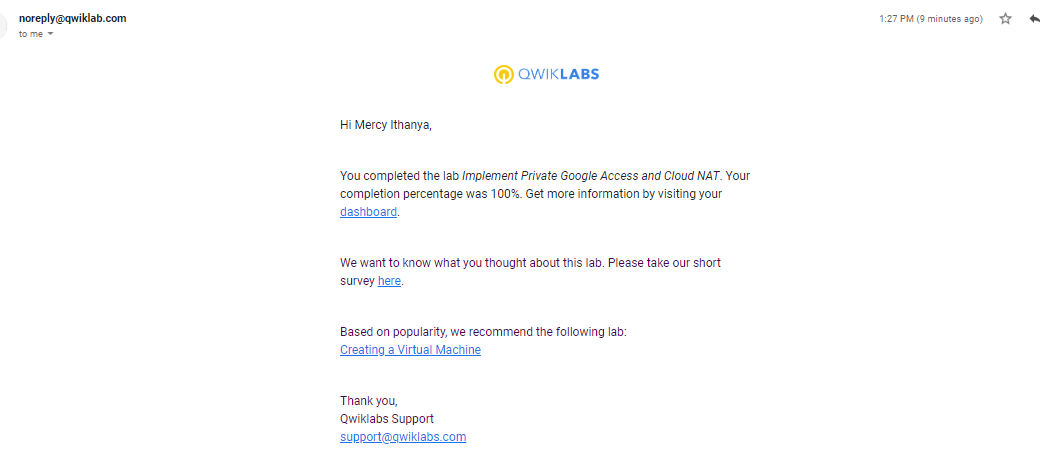 noreply@qwiklab.com
1:27 PM (9 minutes ago)
to me
QWIKLABS
Hi Mercy Ithanya,
You completed the lab Implement Private Google Access and Cloud NAT. Your
completion percentage was 100%. Get more information by visiting your
dashboard.
We want to know what you thought about this lab. Please take our short
survey here.
Based on popularity, we recommend the following lab:
Creating a Virtual Machine
Thank you,
Qwiklabs Support
support@qwiklabs.com